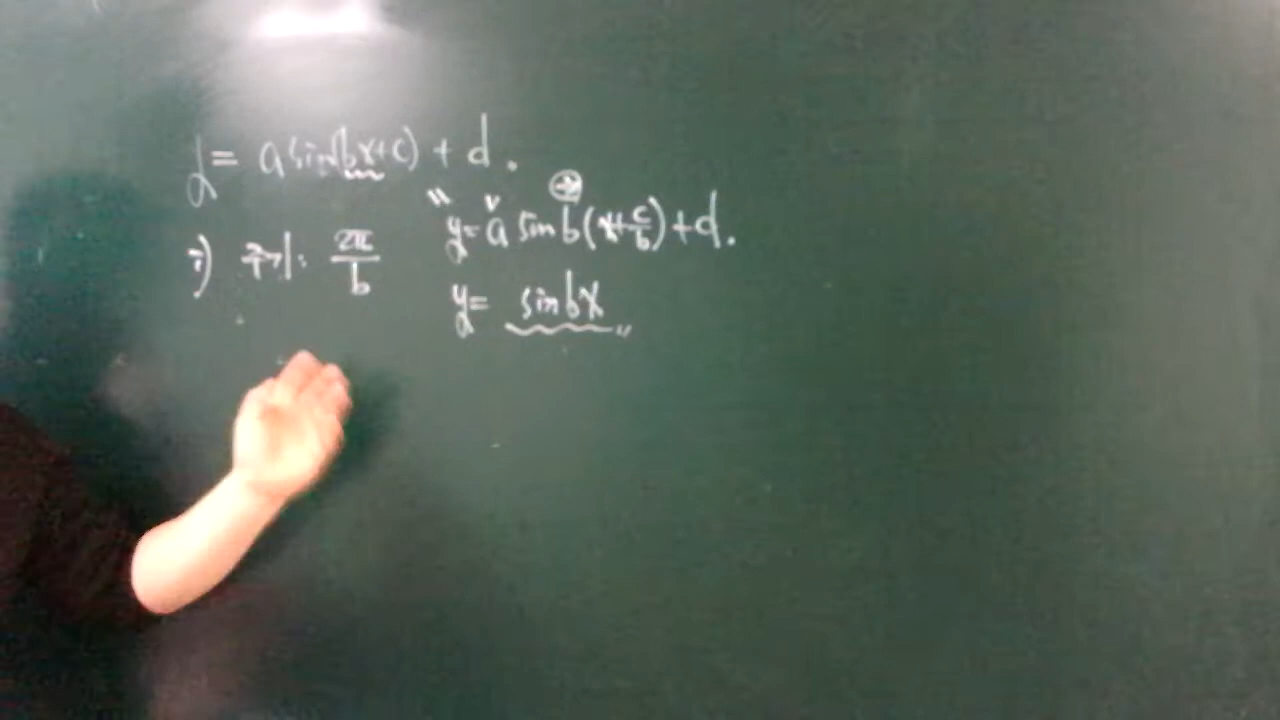 y = a sin(bx+c) + d .
y = a sin b (x + c/b) + d .
i) 주기 : 2π/b
y = sin bx